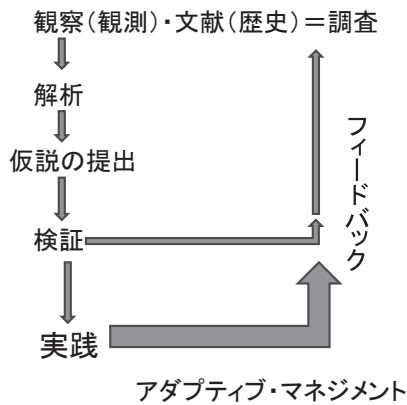 観察(観測)・文献(歴史)＝調査
解析
仮説の提出
検証
実践
フィードバック
アダプティブ・マネジメント